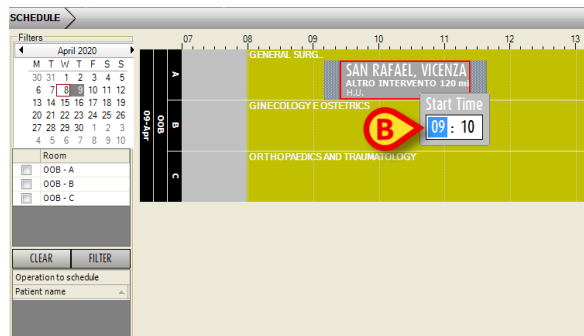 SCHEDULE
Filters
April 2020
M T W T F S S
30 31 1 2 3 4 5
6 7 8 9 10 11 12
13 14 15 16 17 18 19
20 21 22 23 24 25 26
27 28 29 30 1 2 3
4 5 6 7 8 9 10
Room
OOB - A
OOB - B
OOB - C
CLEAR FILTER
Operation to schedule
Patient name
07 08 09 10 11 12 13
09-Apr
OOB
A
B
C
GENERAL SURG...
SAN RAFAEL, VICENZA
ALTRO INTERVENTO 120 mi
H.U.
GINECOLOGY E OSTETRICS
Start Time
09 : 10
B
ORTHOPAEDICS AND TRAUMATOLOGY